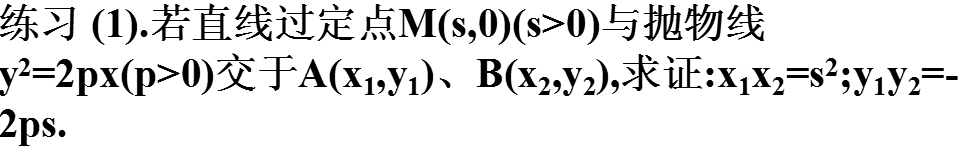 练习 (1).若直线过定点M(s,0)(s>0)与抛物线
y²=2px(p>0)交于A(x₁,y₁)、B(x₂,y₂),求证:x₁x₂=s²;y₁y₂=-
2ps.